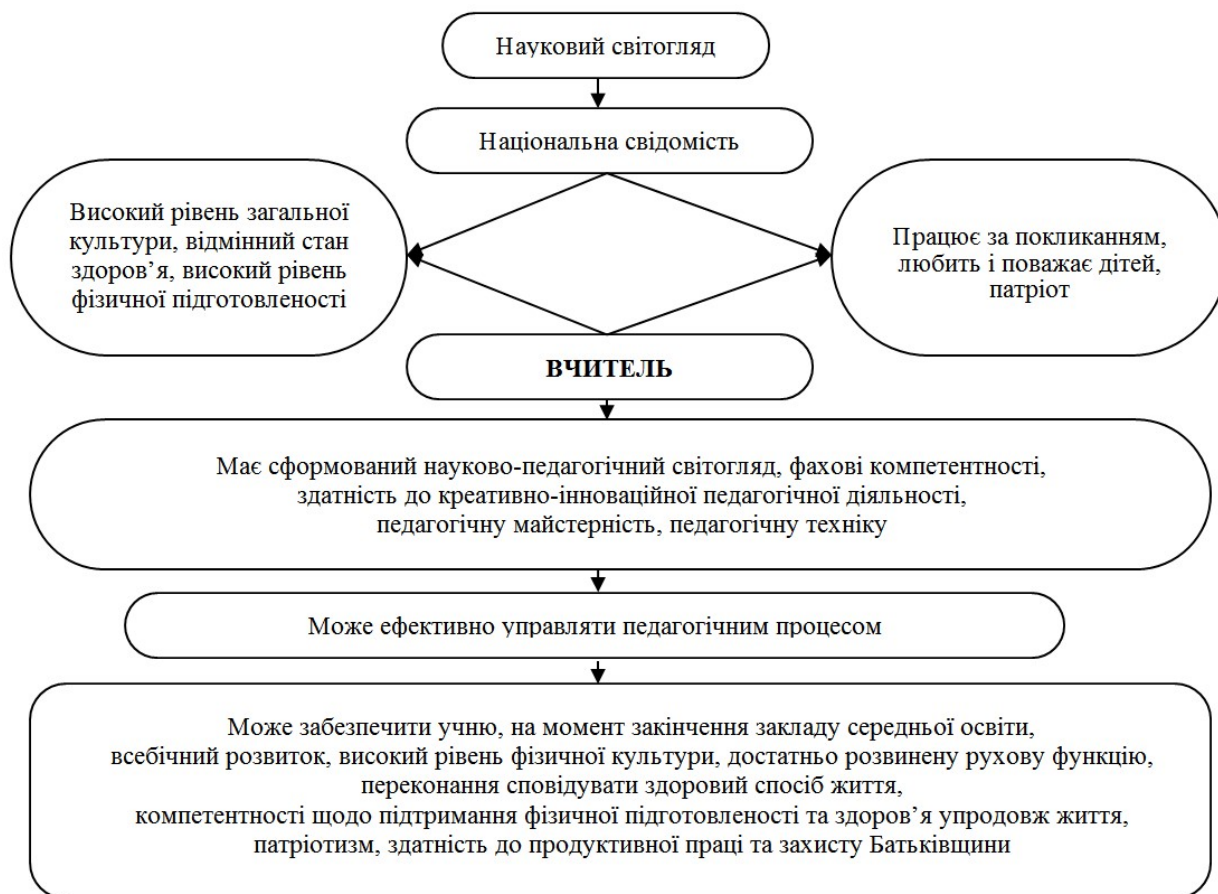 Науковий світогляд
Національна свідомість
Високий рівень загальної
культури, відмінний стан
здоров’я, високий рівень
фізичної підготовленості
Працює за покликанням,
любить і поважає дітей,
патріот
ВЧИТЕЛЬ
Має сформований науково-педагогічний світогляд, фахові компетентності,
здатність до креативно-інноваційної педагогічної діяльності,
педагогічну майстерність, педагогічну техніку
Може ефективно управляти педагогічним процесом
Може забезпечити учню, на момент закінчення закладу середньої освіти,
всебічний розвиток, високий рівень фізичної культури, достатньо розвинену рухову функцію,
переконання сповідувати здоровий спосіб життя,
компетентності щодо підтримання фізичної підготовленості та здоров’я упродовж життя,
патріотизм, здатність до продуктивної праці та захисту Батьківщини